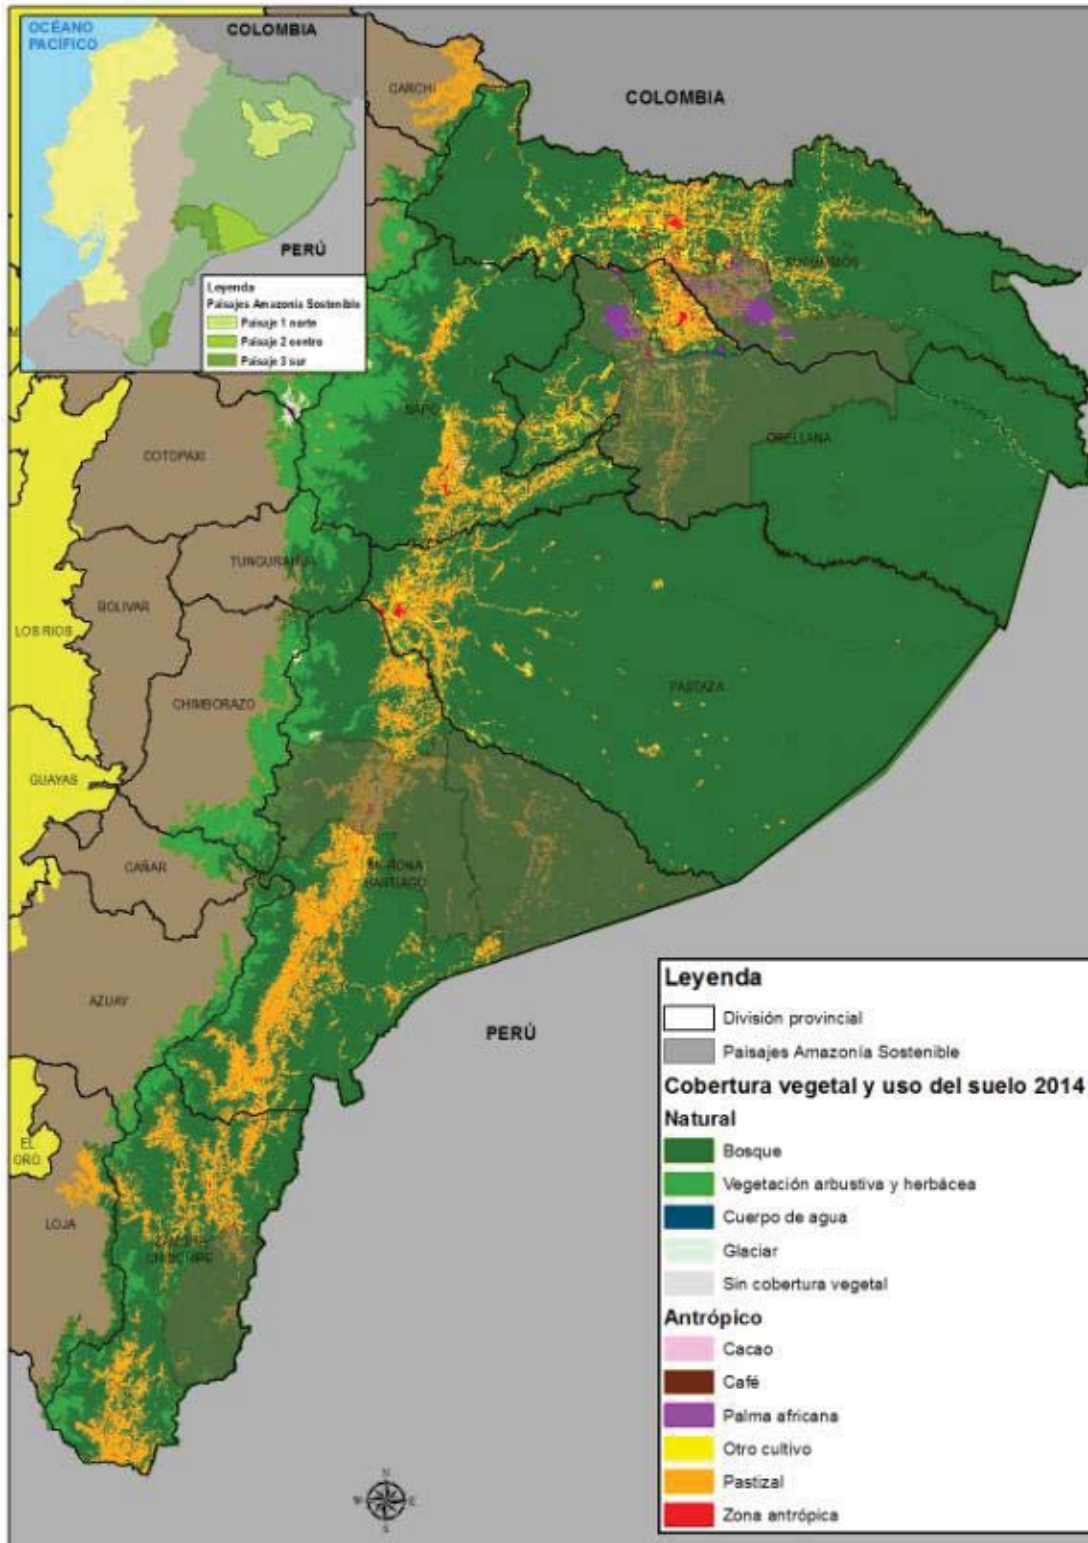 OCÉANO
PACÍFICO
COLOMBIA
PERÚ
Leyenda
Paisajes Amazonía Sostenible
Paisaje 1 norte
Paisaje 2 centro
Paisaje 3 sur
CARCHI
COLOMBIA
SUCUMBÍOS
NAPO
ORELLANA
COTOPAXI
TUNGURAHUA
BOLIVAR
LOS RIOS
PASTAZA
CHIMBORAZO
GUAYAS
CAÑAR
MORONA
SANTIAGO
AZUAY
PERÚ
EL
ORO
LOJA
ZAMORA
CHINCHIPE
N
W
E
S
Leyenda
División provincial
Paisajes Amazonía Sostenible
Cobertura vegetal y uso del suelo 2014
Natural
Bosque
Vegetación arbustiva y herbácea
Cuerpo de agua
Glaciar
Sin cobertura vegetal
Antrópico
Cacao
Café
Palma africana
Otro cultivo
Pastizal
Zona antrópica